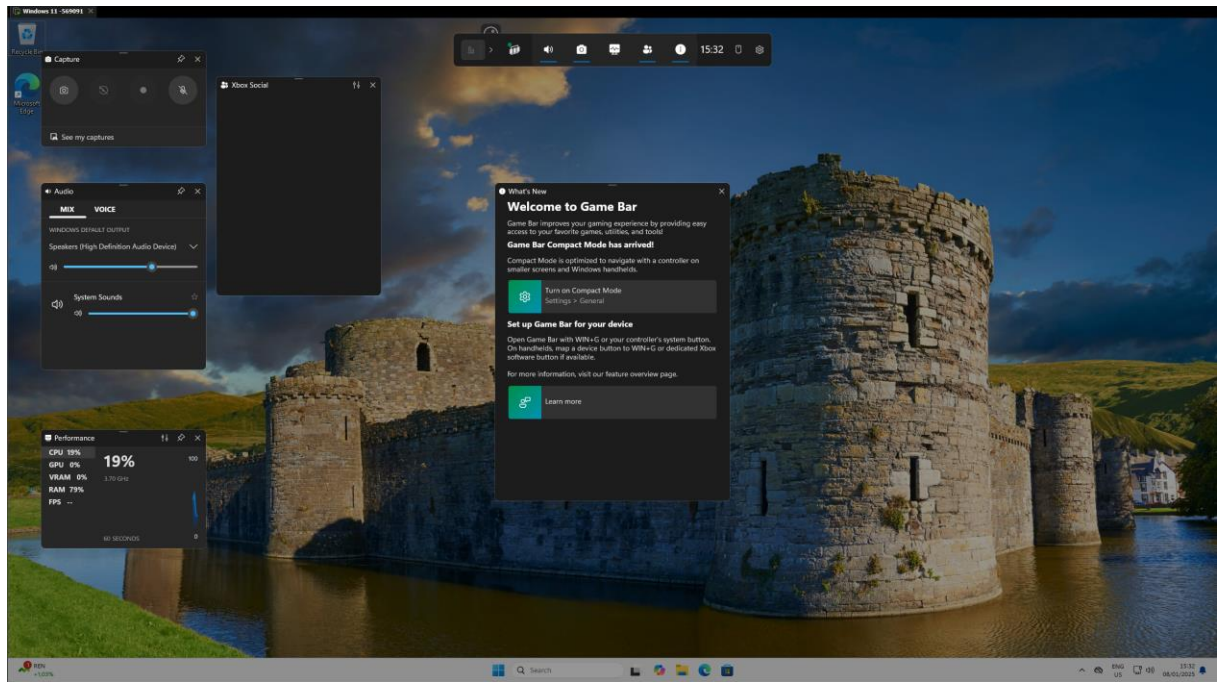 Windows 11 -569091
Recycle Bin
Microsoft
Edge
15:32
Capture
See my captures
Xbox Social
Audio
MIX VOICE
WINDOWS DEFAULT OUTPUT
Speakers (High Definition Audio Device)
System Sounds
What's New
Welcome to Game Bar
Game Bar improves your gaming experience by providing easy
access to your favorite games, utilities, and tools!
Game Bar Compact Mode has arrived!
Compact Mode is optimized to navigate with a controller on
smaller screens and Windows handhelds.
Turn on Compact Mode
Settings > General
Set up Game Bar for your device
Open Game Bar with WIN+G or your controller's system button.
On handhelds, map a device button to WIN+G or dedicated Xbox
software button if available.
For more information, visit our feature overview page.
Learn more
Performance
CPU 19%
GPU 0%
VRAM 0%
RAM 79%
FPS --
19%
3.70 GHz
100
60 SECONDS
0
REN
+1.00%
Search
ENG
US
15:32
08/01/2025